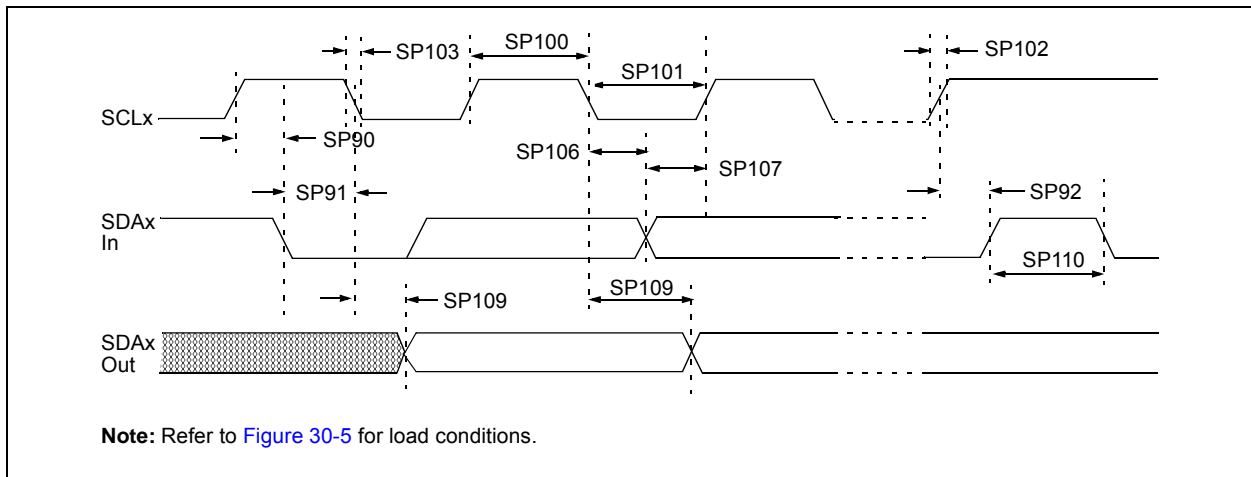 SP103
SP100
SP102
SP101
SCLx
SP90
SP106
SP107
SP91
SP92
SDAx
In
SP110
SP109
SP109
SDAx
Out
Note: Refer to Figure 30-5 for load conditions.